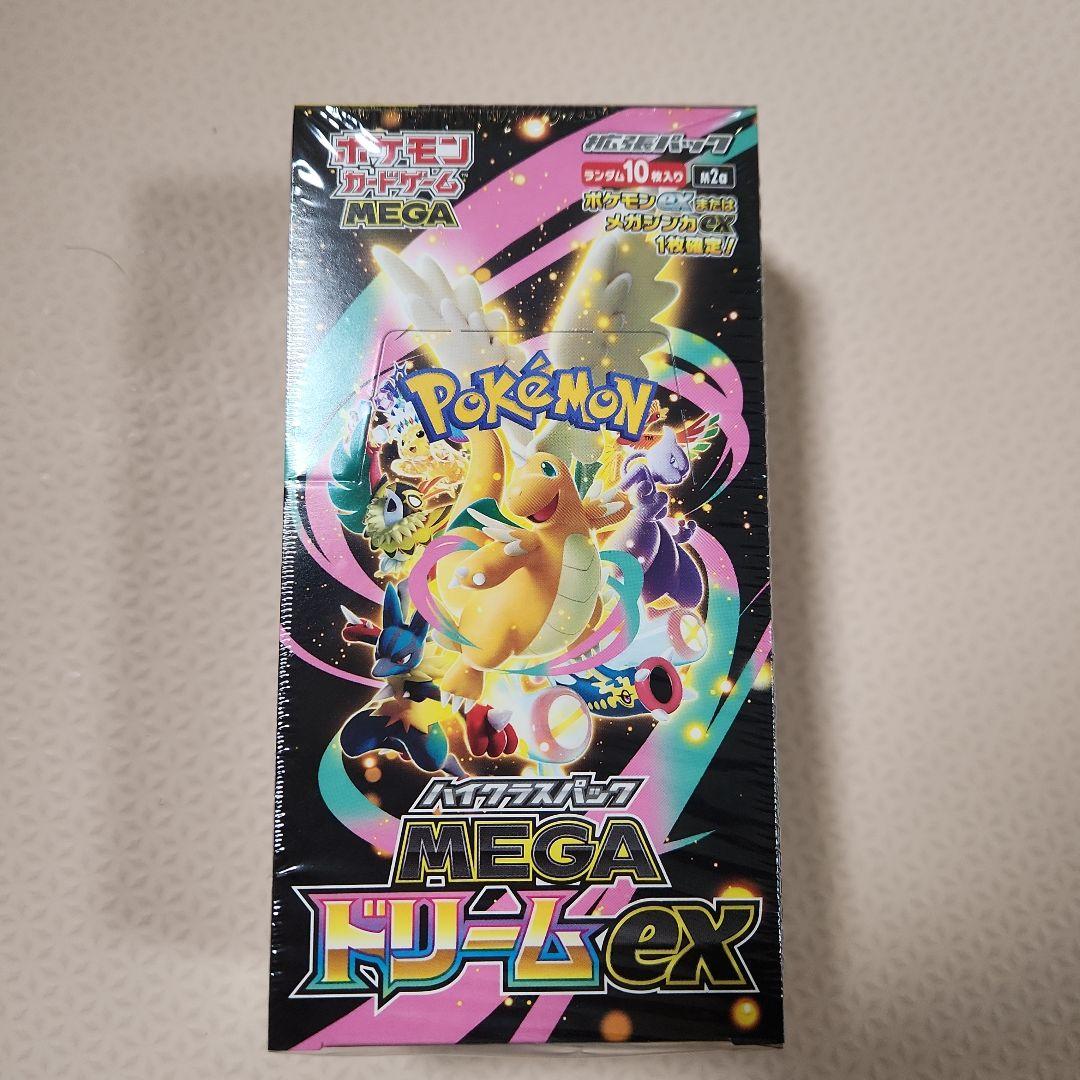 ポケモン
カードゲーム
MEGA
拡張パック
ランダム10枚入り M2a
ポケモンexまたは
メガシンカex
1枚確定!
POKéMON
TM
ハイクラスパック
MEGA
ドリームex